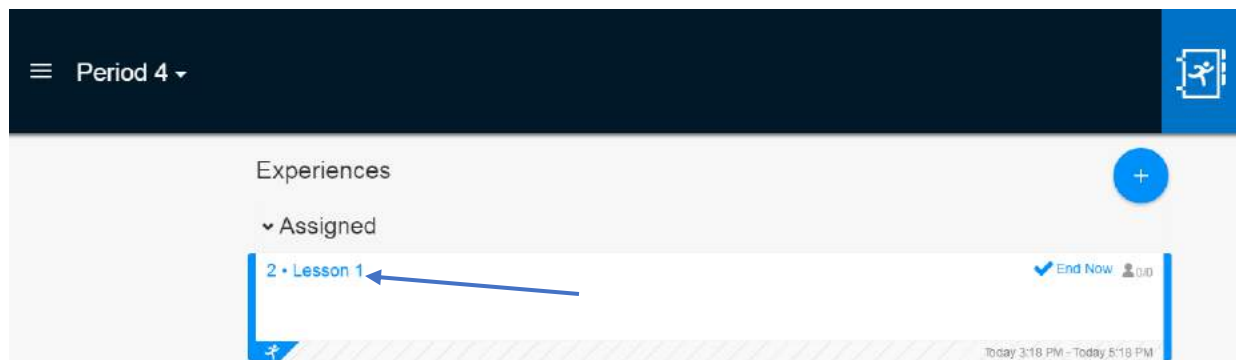 Period 4
Experiences
+
Assigned
2 • Lesson 1
End Now 0/0
Today 3:18 PM - Today 5:18 PM